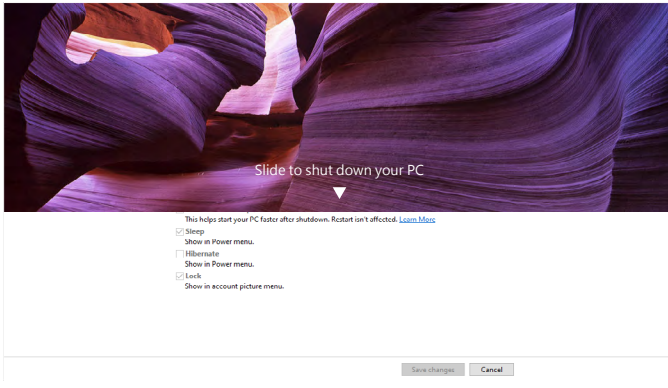 Slide to shut down your PC
This helps start your PC faster after shutdown. Restart isn't affected. Learn More
Sleep
Show in Power menu.
Hibernate
Show in Power menu.
Lock
Show in account picture menu.
Save changes
Cancel